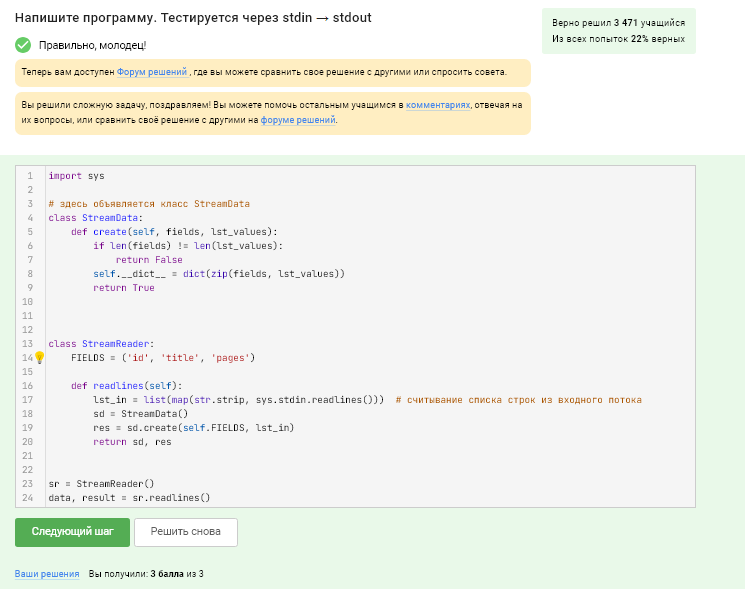 Напишите программу. Тестируется через stdin → stdout
Верно решил 3 471 учащийся
Из всех попыток 22% верных
Правильно, молодец!
Теперь вам доступен Форум решений, где вы можете сравнить свое решение с другими или спросить совета.
Вы решили сложную задачу, поздравляем! Вы можете помочь остальным учащимся в комментариях, отвечая на
их вопросы, или сравнить своё решение с другими на форуме решений.
1 import sys
2
3 # здесь объявляется класс StreamData
4 class StreamData:
5     def create(self, fields, lst_values):
6         if len(fields) != len(lst_values):
7             return False
8         self.__dict__ = dict(zip(fields, lst_values))
9         return True
10
11
12
13 class StreamReader:
14     FIELDS = ('id', 'title', 'pages')
15
16     def readlines(self):
17         lst_in = list(map(str.strip, sys.stdin.readlines()))  # считывание списка строк из входного потока
18         sd = StreamData()
19         res = sd.create(self.FIELDS, lst_in)
20         return sd, res
21
22
23 sr = StreamReader()
24 data, result = sr.readlines()
Следующий шаг
Решить снова
Ваши решения Вы получили: 3 балла из 3